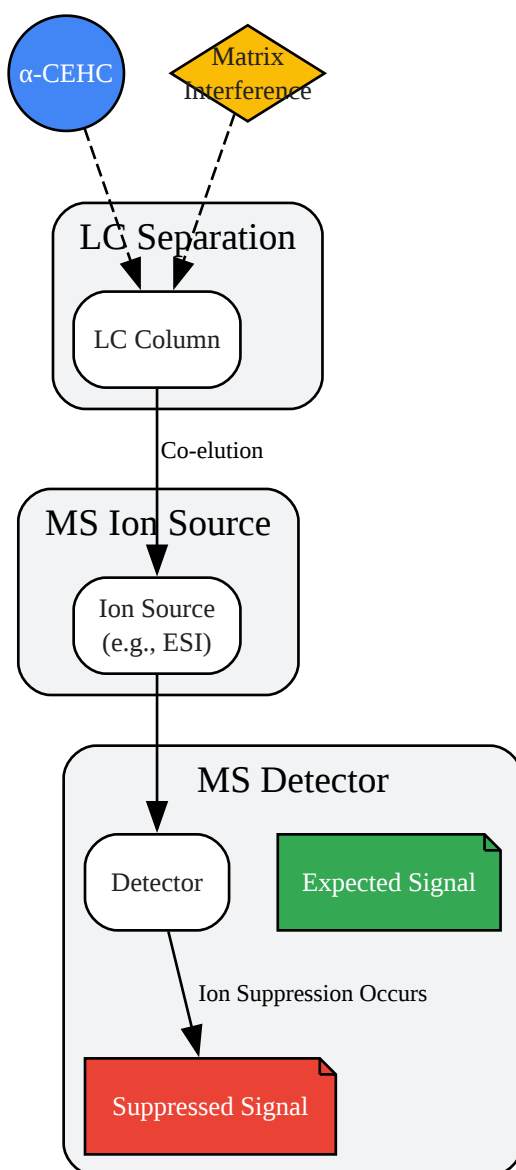 α-CEHC
Matrix
Interference
LC Separation
LC Column
Co-elution
MS Ion Source
Ion Source
(e.g., ESI)
MS Detector
Detector
Expected Signal
Ion Suppression Occurs
Suppressed Signal